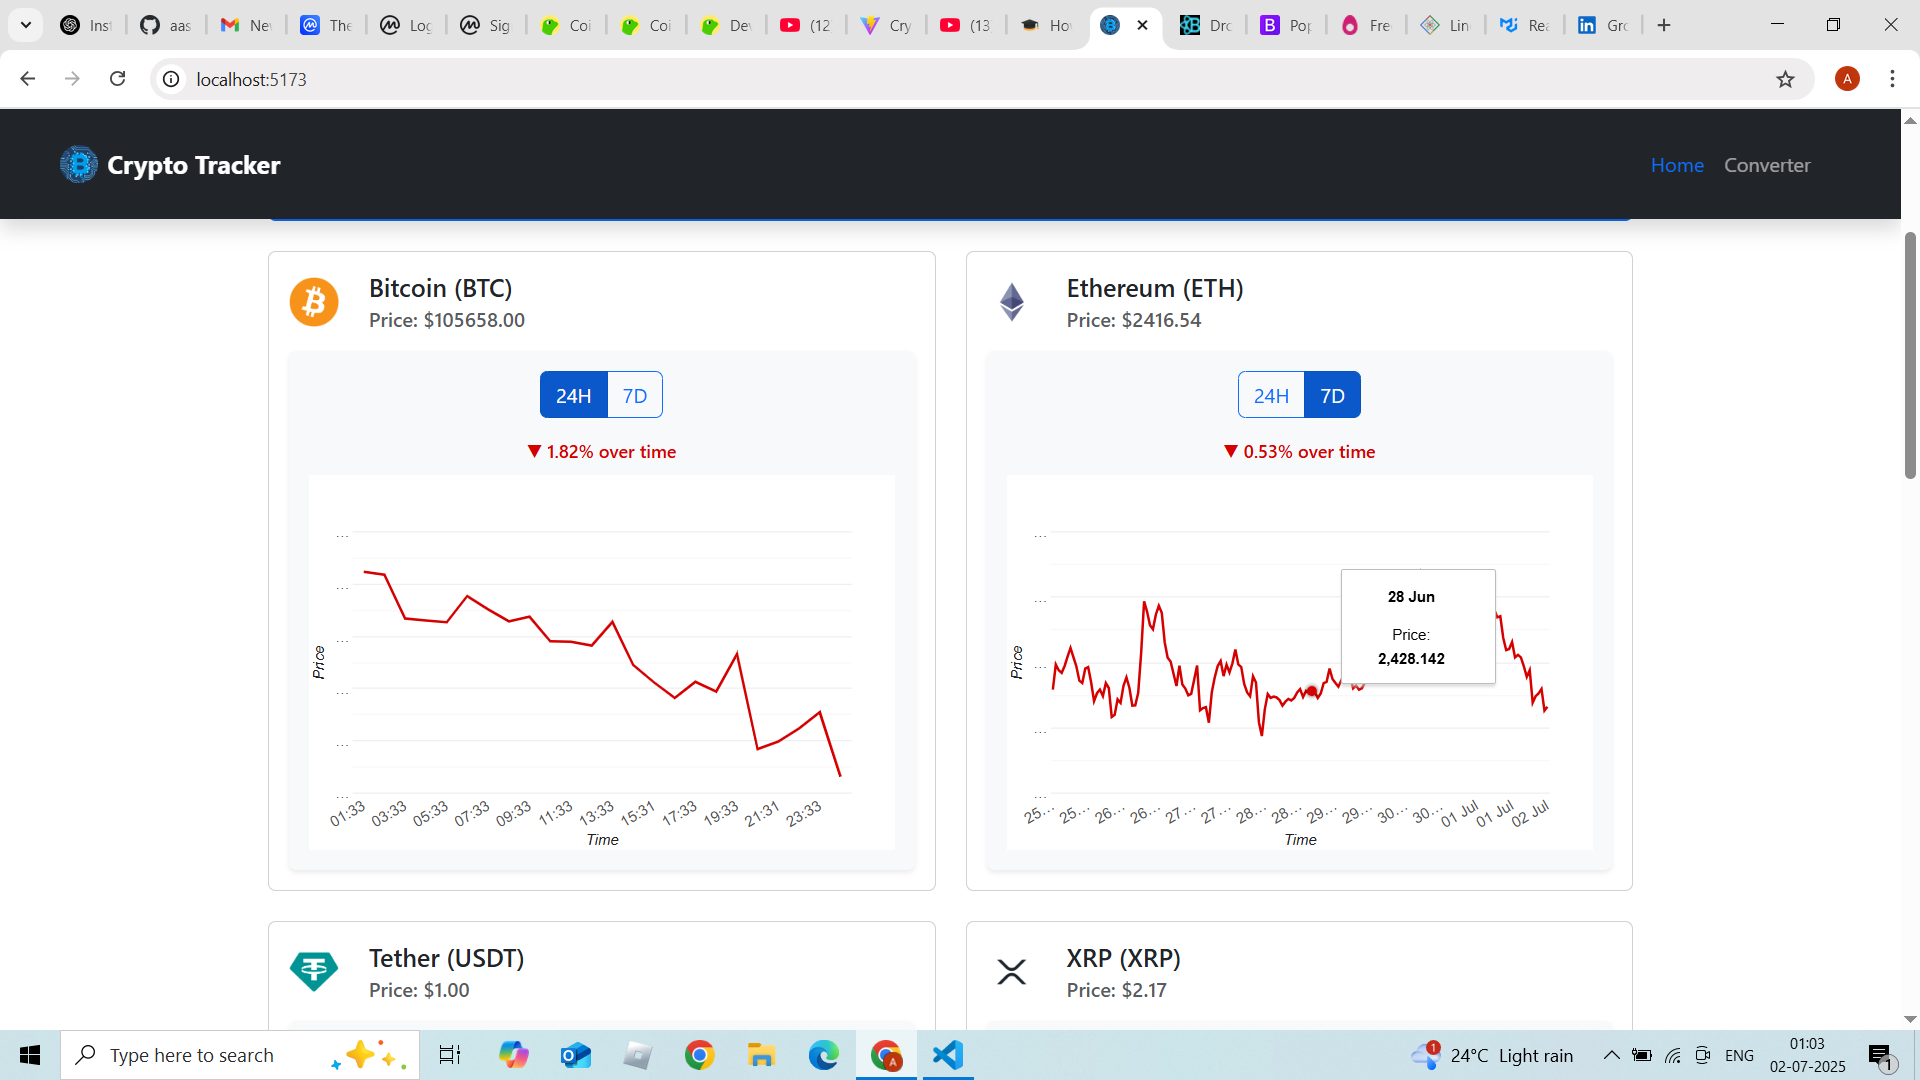 Inst
aas
Nev
The
Log
Sig
Coi
Coi
Dev
(12
Cry
(13
Hov
Dro
Pop
Free
Lin
Rea
in Gro
localhost:5173
A
Crypto Tracker
Home
Converter
Bitcoin (BTC)
Price: $105658.00
24H
7D
▼ 1.82% over time
...
...
...
...
...
...
Price
01:33
03:33
05:33
07:33
09:33
11:33
13:33
15:31
17:33
19:33
21:31
23:33
Time
Ethereum (ETH)
Price: $2416.54
24H
7D
▼ 0.53% over time
...
...
...
...
...
Price
28 Jun
Price:
2,428.142
25...
25...
26...
26...
27...
27...
28...
28...
29...
29...
30...
30...
01 Jul
01 Jul
02 Jul
Time
Tether (USDT)
Price: $1.00
XRP (XRP)
Price: $2.17
Type here to search
A
1
24°C Light rain
ENG
01:03
02-07-2025
1